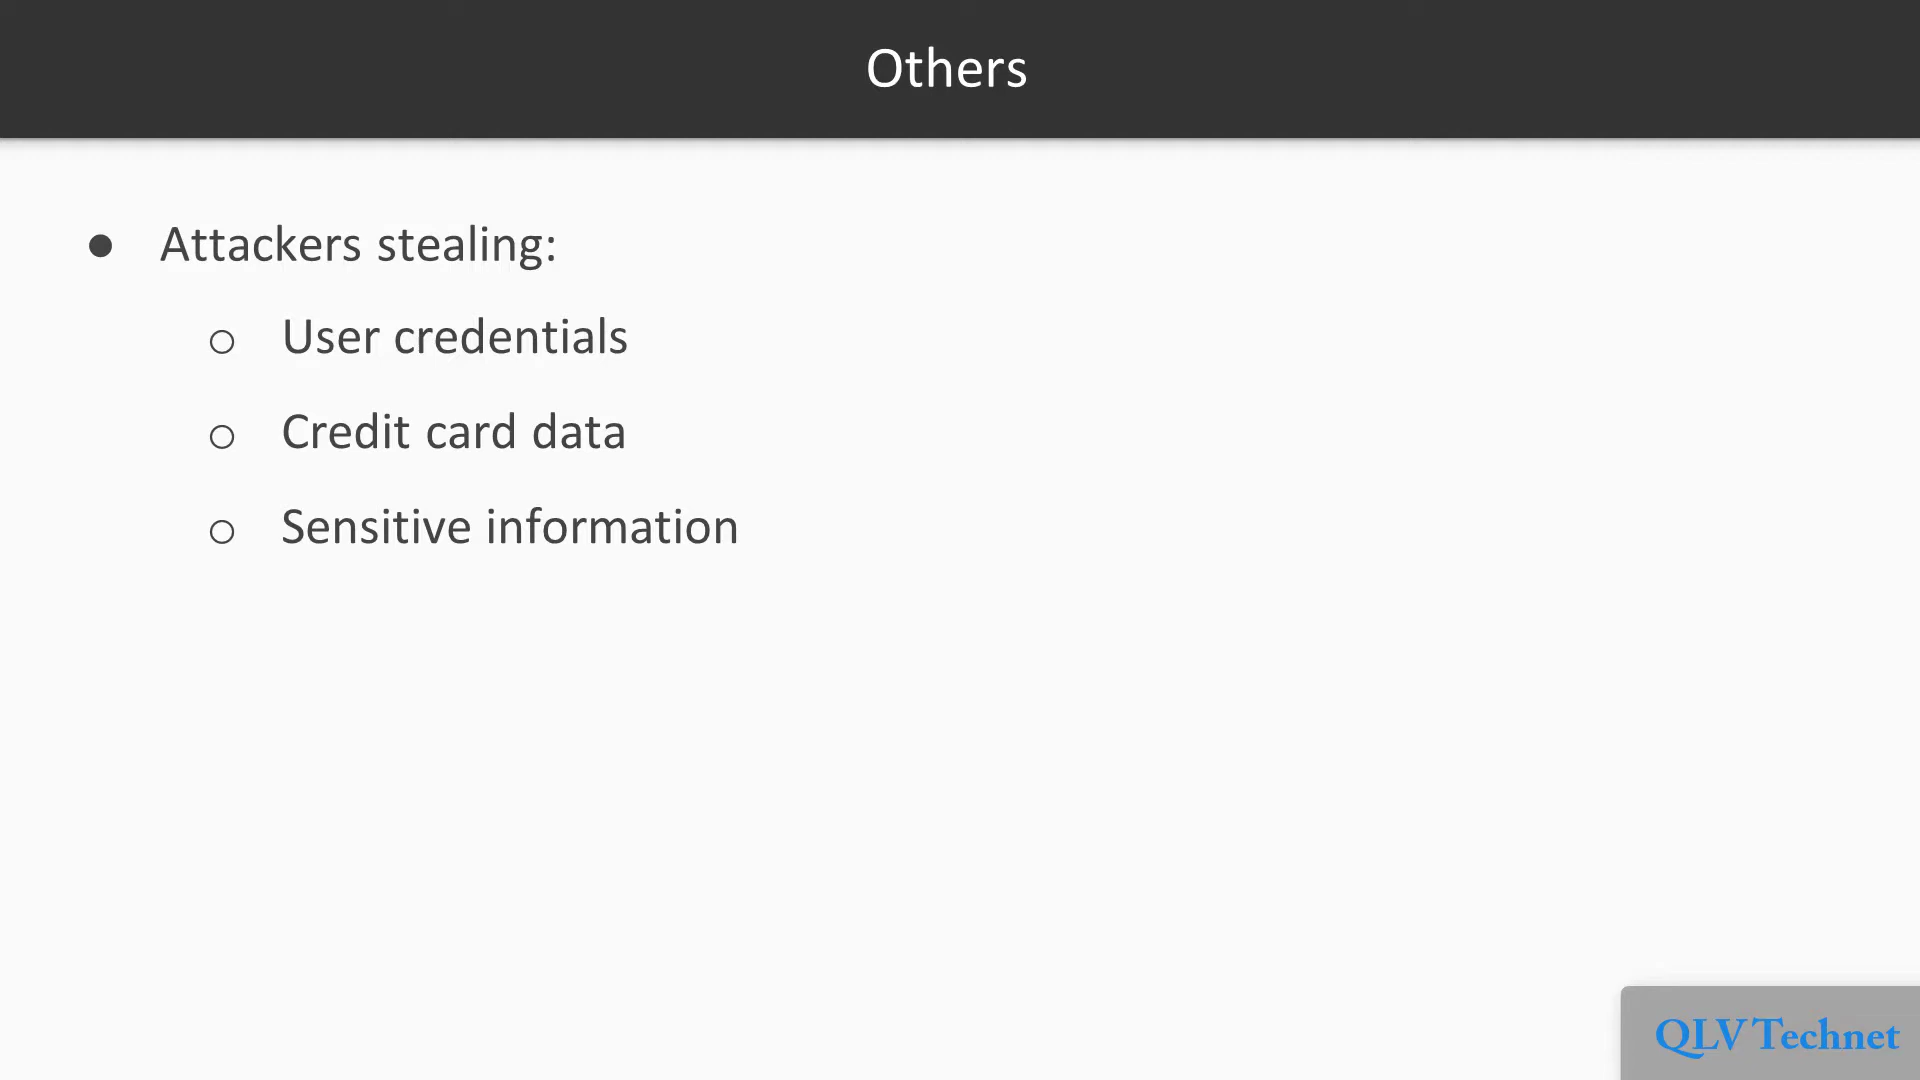 Others
● Attackers stealing:
○ User credentials
○ Credit card data
○ Sensitive information
QLV Technet